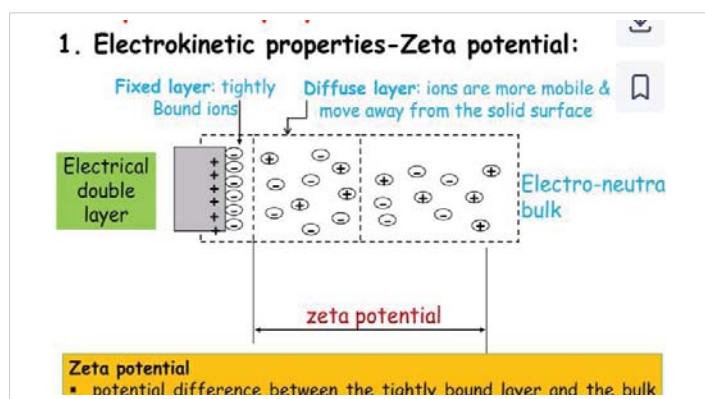 1. Electrokinetic properties-Zeta potential:
Fixed layer: tightly
Bound ions
Diffuse layer: ions are more mobile &
move away from the solid surface
Electrical
double
layer
Electro-neutra
bulk
zeta potential
Zeta potential
▪ potential difference between the tightly bound layer and the bulk